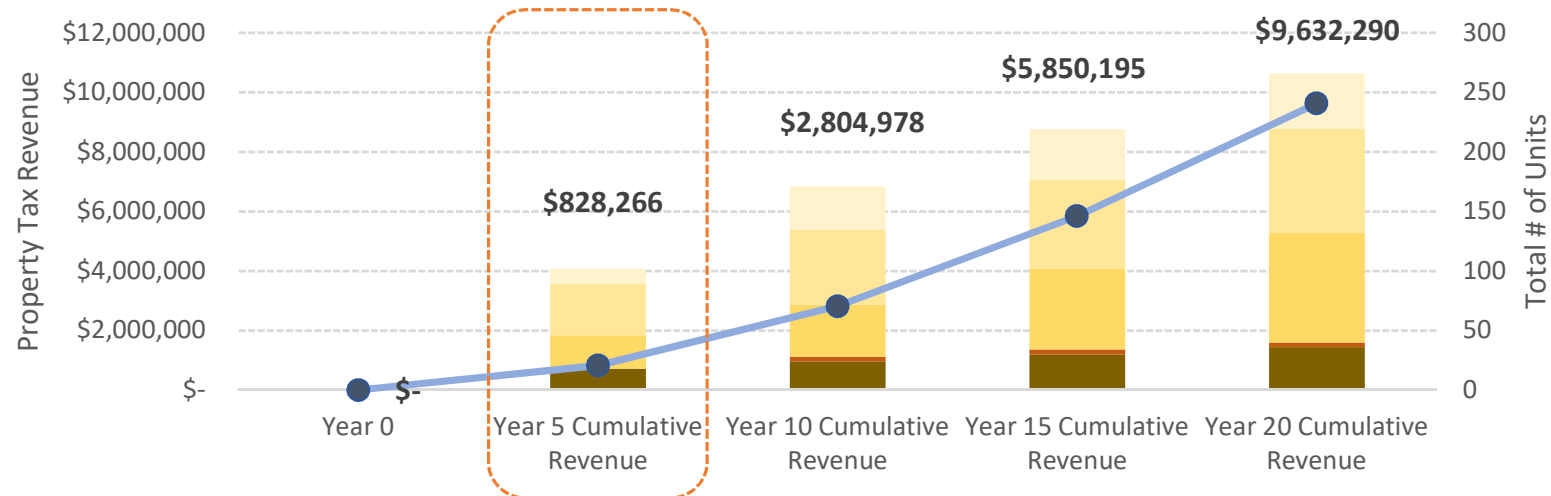 Property Tax Revenue
$12,000,000
$10,000,000
$8,000,000
$6,000,000
$4,000,000
$2,000,000
$-
$-
$828,266
$2,804,978
$5,850,195
$9,632,290
300
250
200
150
100
50
0
Total # of Units
Year 0
Year 5 Cumulative
Revenue
Year 10 Cumulative
Revenue
Year 15 Cumulative
Revenue
Year 20 Cumulative
Revenue